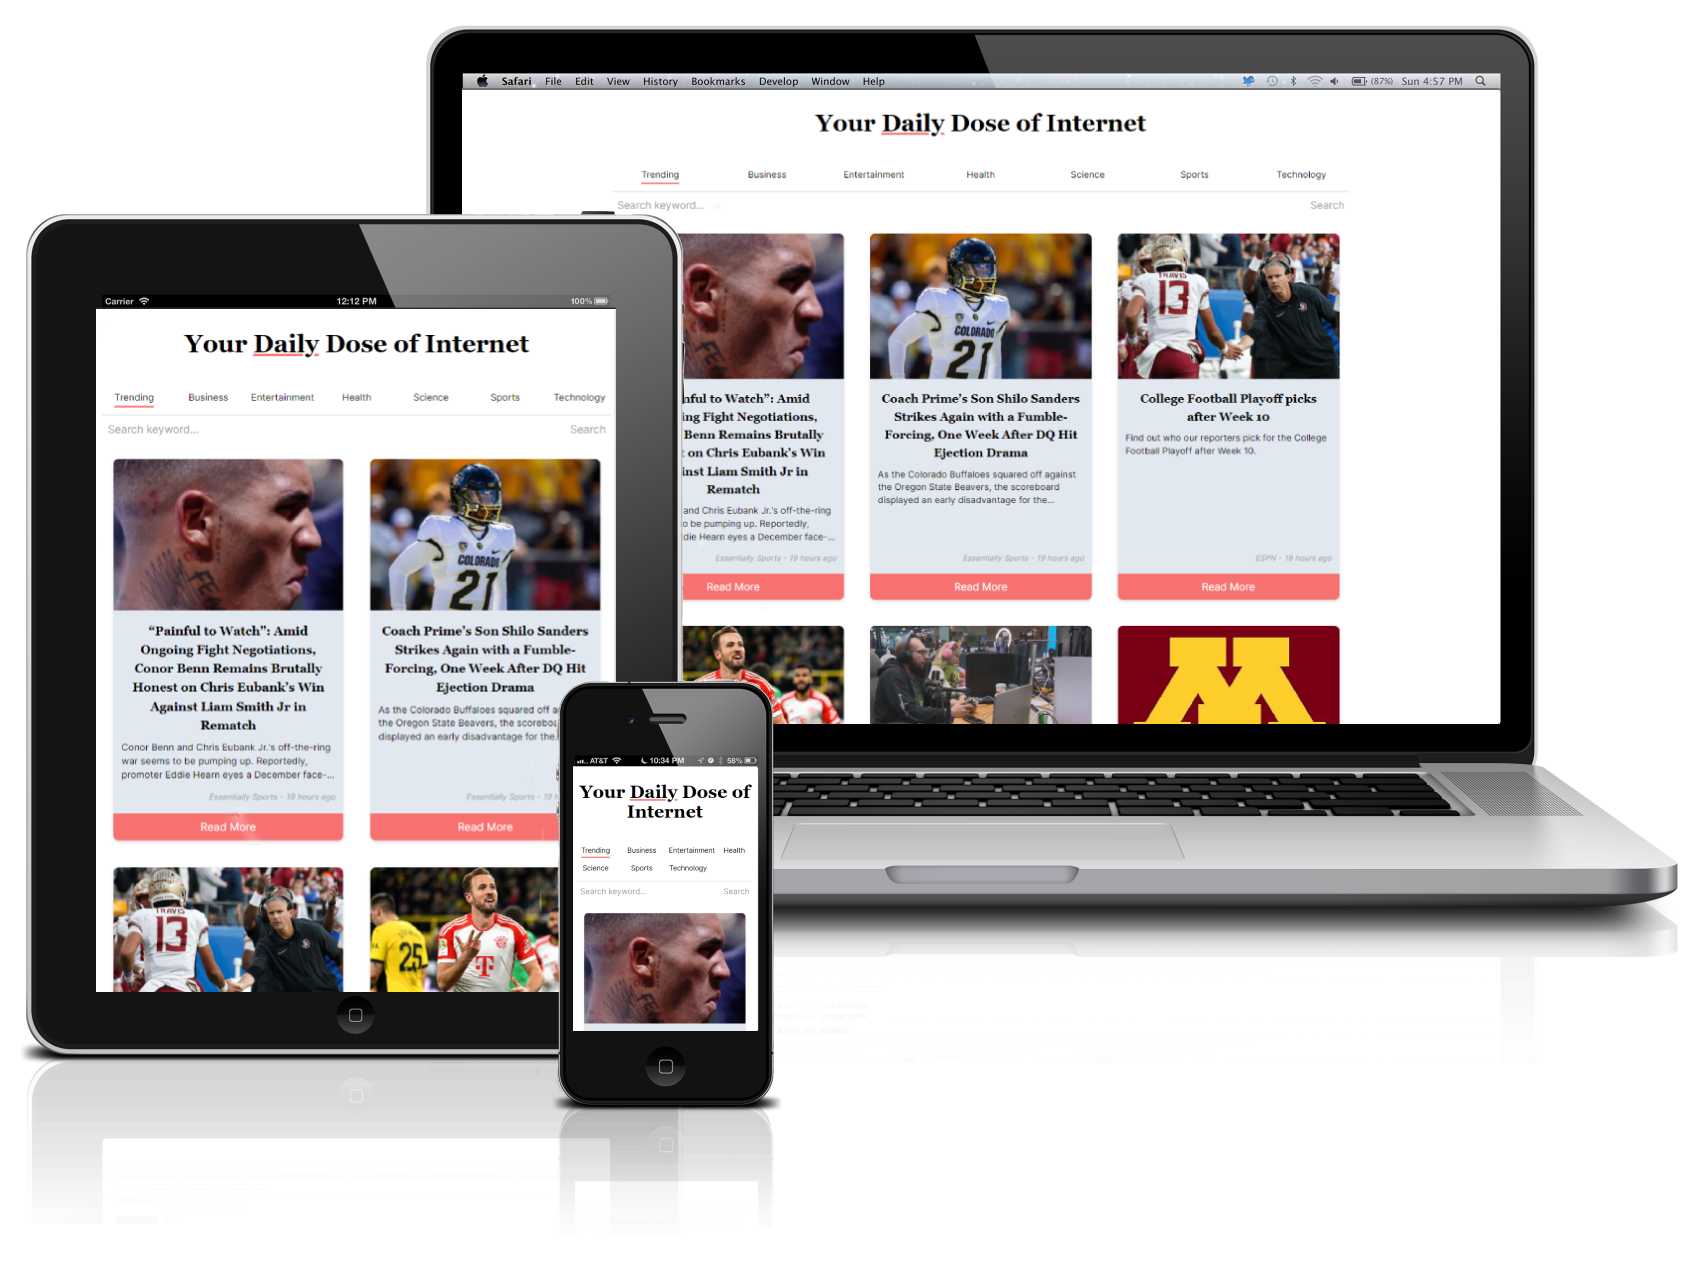 Safari File Edit View History Bookmarks Develop Window Help (87%) Sun 4:57 PM
Your Daily Dose of Internet
Trending Business Entertainment Health Science Sports Technology
Search keyword... Search
TRAVIS
13
COLORADO
21
nful to Watch”: Amid
ing Fight Negotiations,
Benn Remains Brutally
on Chris Eubank’s Win
inst Liam Smith Jr in
Rematch
and Chris Eubank Jr.’s off-the-ring
o be pumping up. Reportedly,
die Hearn eyes a December face-...
Essentially Sports - 19 hours ago
Read More
Coach Prime’s Son Shilo Sanders
Strikes Again with a Fumble-
Forcing, One Week After DQ Hit
Ejection Drama
As the Colorado Buffaloes squared off against
the Oregon State Beavers, the scoreboard
displayed an early disadvantage for the...
Essentially Sports - 19 hours ago
Read More
College Football Playoff picks
after Week 10
Find out who our reporters pick for the College
Football Playoff after Week 10.
ESPN - 19 hours ago
Read More
M
Carrier 12:12 PM 100%
Your Daily Dose of Internet
Trending Business Entertainment Health Science Sports Technology
Search keyword... Search
COLORADO
21
“Painful to Watch”: Amid
Ongoing Fight Negotiations,
Conor Benn Remains Brutally
Honest on Chris Eubank’s Win
Against Liam Smith Jr in
Rematch
Conor Benn and Chris Eubank Jr.’s off-the-ring
war seems to be pumping up. Reportedly,
promoter Eddie Hearn eyes a December face-...
Essentially Sports - 19 hours ago
Read More
Coach Prime’s Son Shilo Sanders
Strikes Again with a Fumble-
Forcing, One Week After DQ Hit
Ejection Drama
As the Colorado Buffaloes squared off ag
the Oregon State Beavers, the scoreboa
displayed an early disadvantage for the...
Essentially Sports - 19 h
Read More
TRAVIS
13
25
T
AT&T 10:34 PM 58%
Your Daily Dose of
Internet
Trending Business Entertainment Health
Science Sports Technology
Search keyword... Search